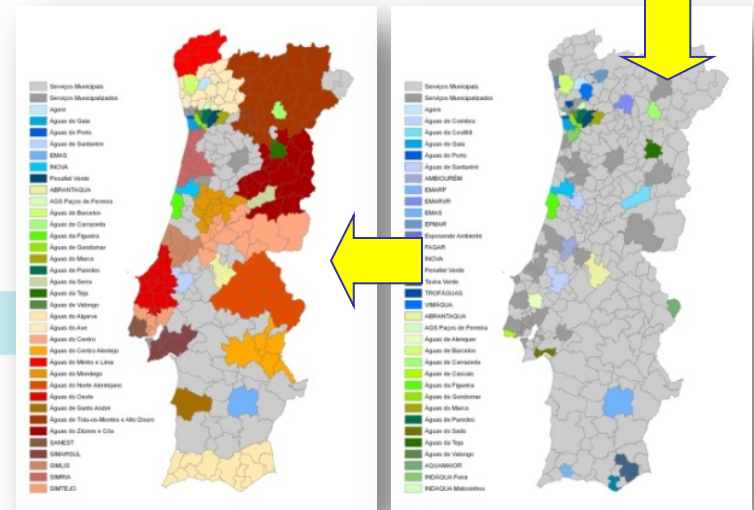 Serviços Municipais
Serviços Municipalizados
Agere
Águas de Gaia
Águas do Porto
Águas de Santarém
EMAS
INOVA
Penafiel Verde
ABRANTAQUA
AGS Paços de Ferreira
Águas de Barcelos
Águas de Carrazeda
Águas da Figueira
Águas de Gondomar
Águas do Marco
Águas de Paredes
Águas da Serra
Águas da Teja
Águas de Valongo
Águas do Algarve
Águas do Ave
Águas do Centro
Águas do Centro Alentejo
Águas do Minho e Lima
Águas do Mondego
Águas do Norte Alentejano
Águas do Oeste
Águas de Santo André
Águas de Trás-os-Montes e Alto Douro
Águas do Zêzere e Côa
SANEST
SIMARSUL
SIMLIS
SIMRIA
SIMTEJO
Serviços Municipais
Serviços Municipalizados
Agere
Águas de Coimbra
Águas da Covilhã
Águas de Gaia
Águas do Porto
Águas de Santarém
AMBIOURÉM
EMARP
EMARVR
EMAS
EPMAR
Esposende Ambiente
FAGAR
INOVA
Penafiel Verde
Tavira Verde
TROFÁGUAS
VIMÁGUA
ABRANTAQUA
AGS Paços de Ferreira
Águas de Alenquer
Águas de Barcelos
Águas de Carrazeda
Águas de Cascais
Águas da Figueira
Águas de Gondomar
Águas do Marco
Águas de Paredes
Águas do Sado
Águas da Teja
Águas de Valongo
AQUAMAIOR
INDAQUA Feira
INDAQUA Matosinhos